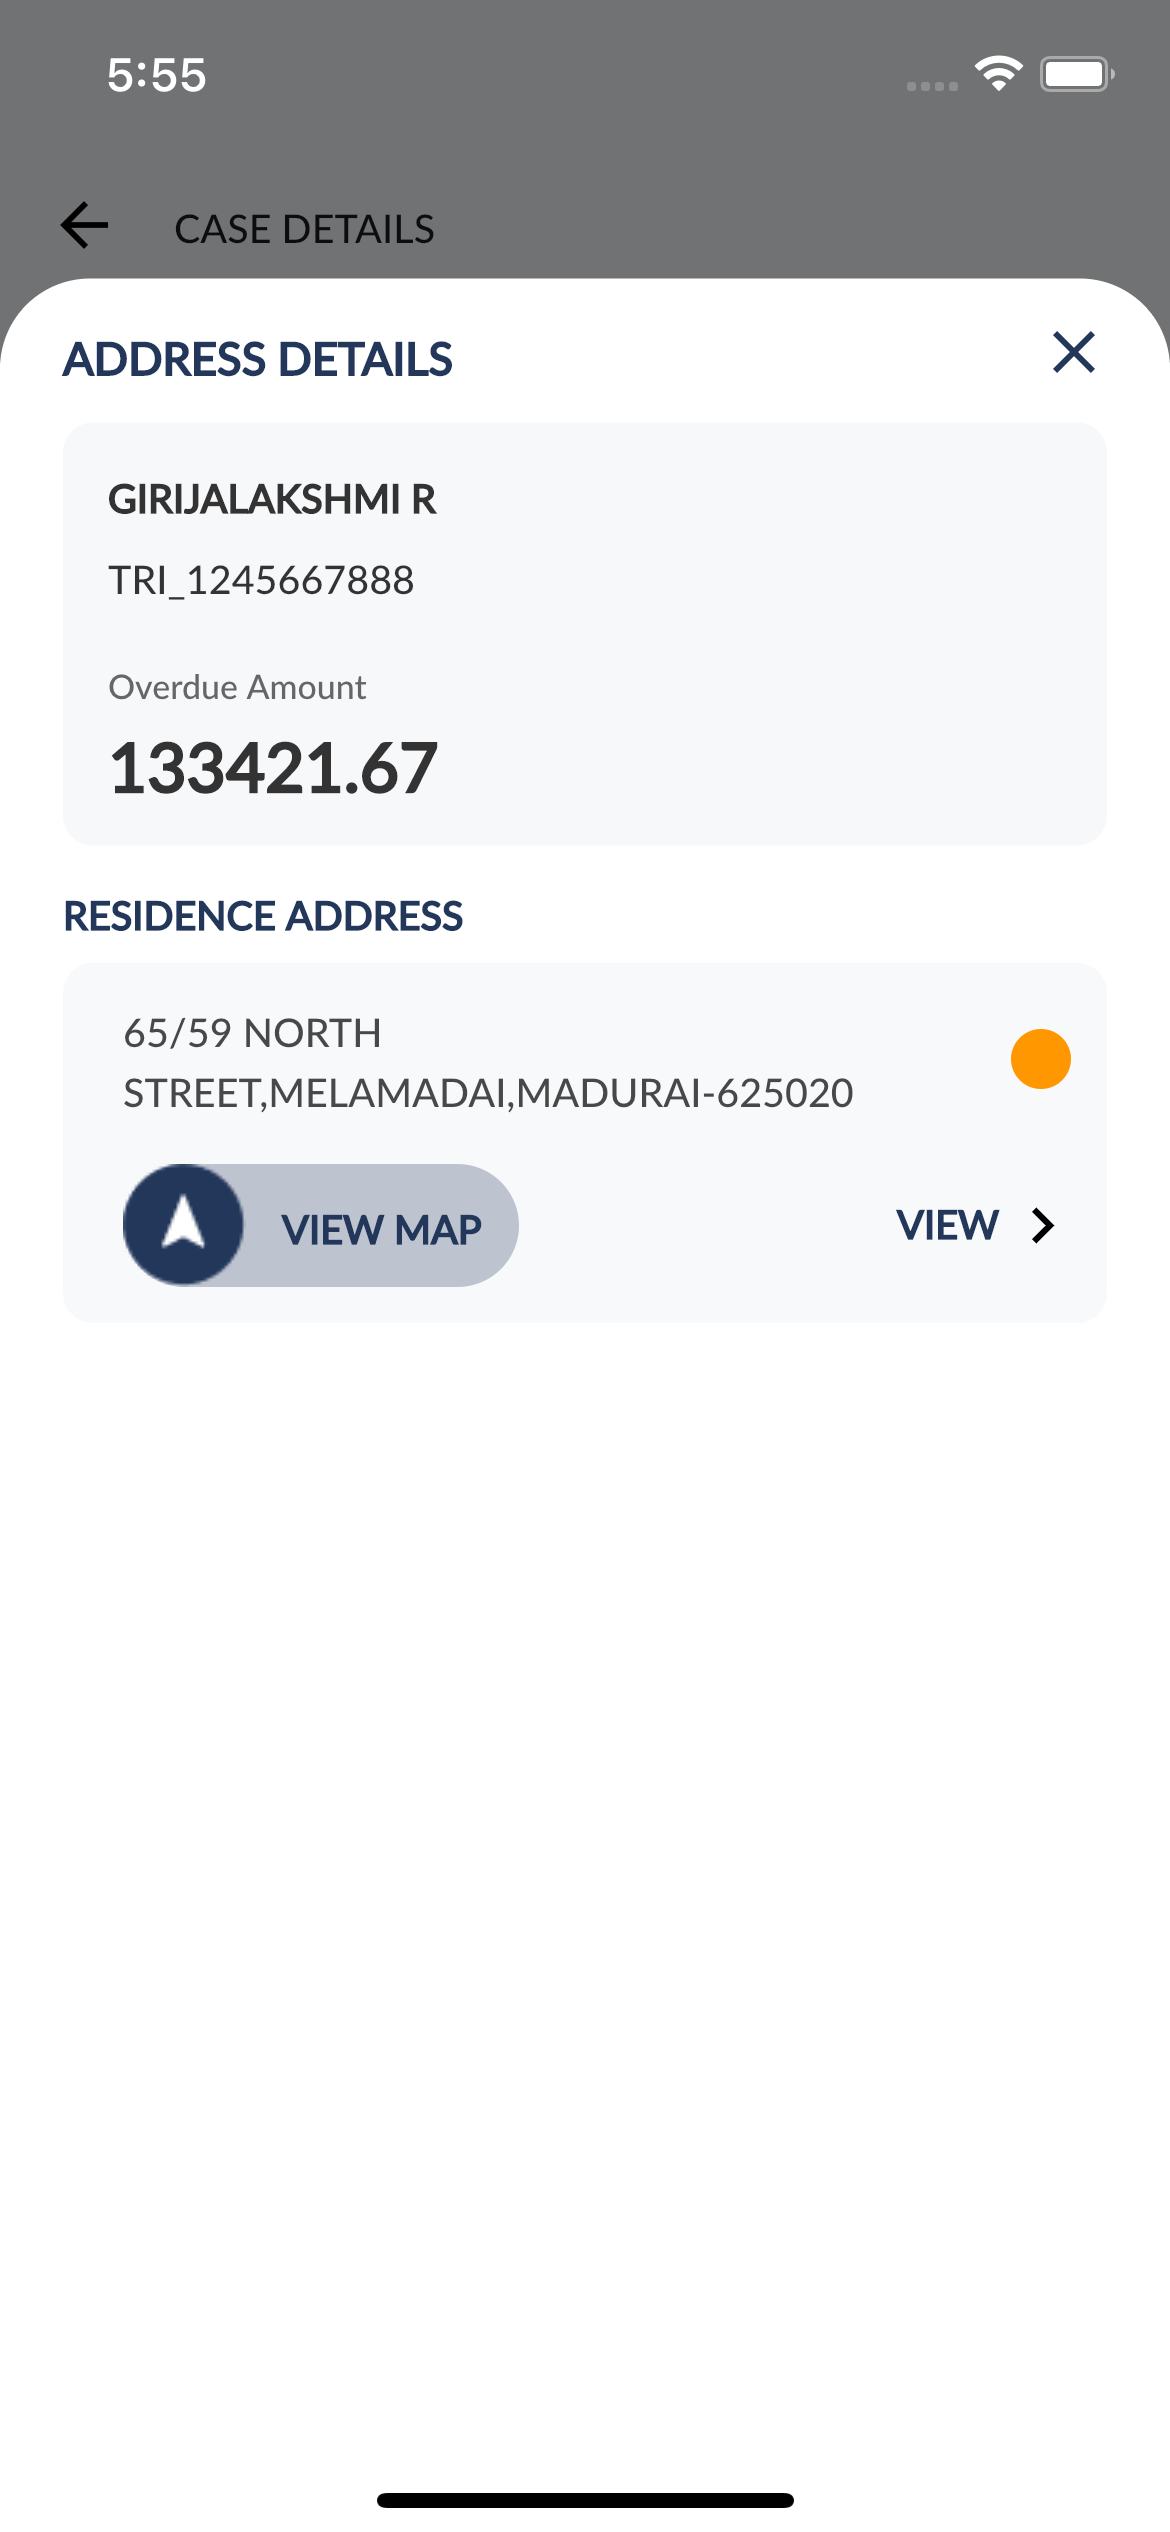 5:55
CASE DETAILS
ADDRESS DETAILS
GIRIJALAKSHMI R
TRI_1245667888
Overdue Amount
133421.67
RESIDENCE ADDRESS
65/59 NORTH
STREET,MELAMADAI,MADURAI-625020
VIEW MAP
VIEW